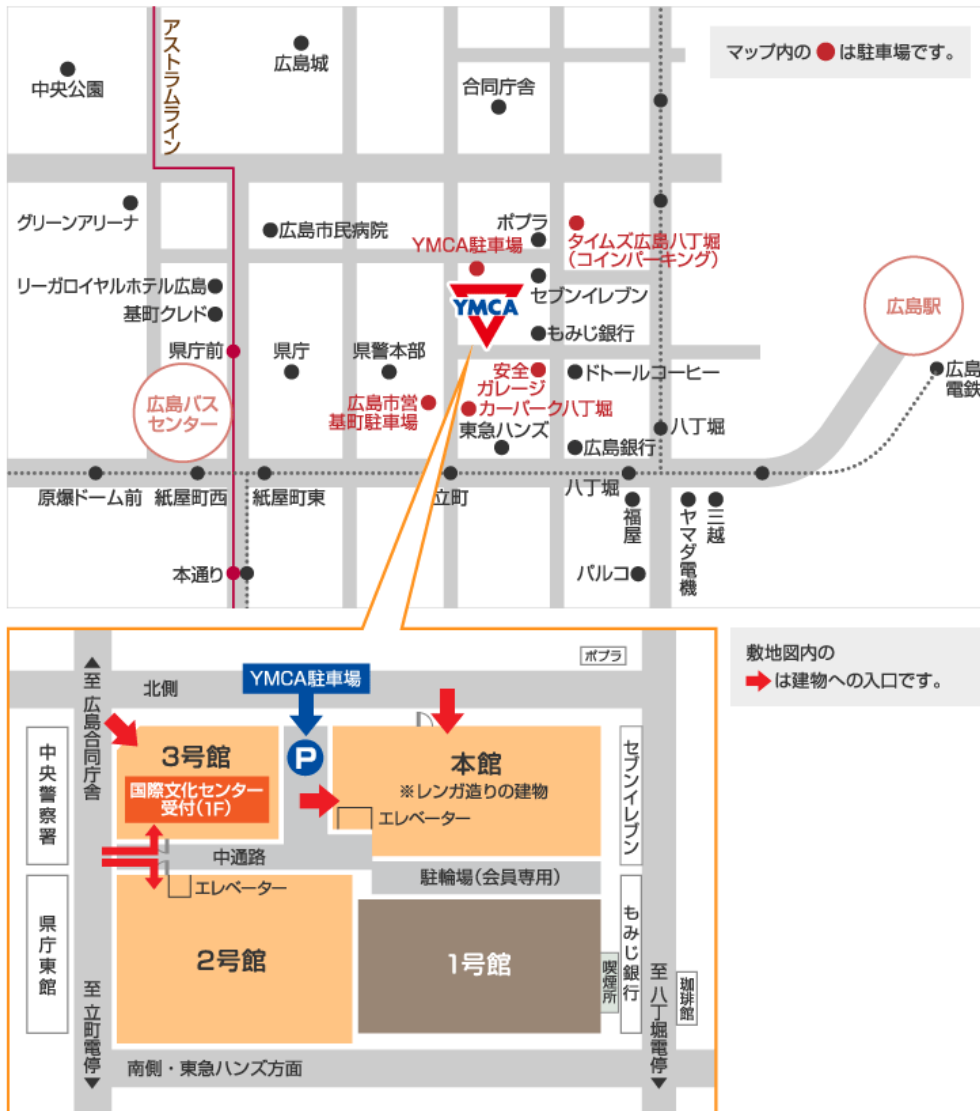 アストラムライン
中央公園
広島城
合同庁舎
マップ内の ● は駐車場です。
グリーンアリーナ
広島市民病院
ポプラ
YMCA駐車場
タイムズ広島八丁堀
(コインパーキング)
リーガロイヤルホテル広島
基町クレド
セブンイレブン
YMCA
もみじ銀行
広島駅
県庁前
県庁
県警本部
安全
ガレージ
ドトールコーヒー
広島
電鉄
広島バス
センター
広島市営
基町駐車場
カーパーク八丁堀
東急ハンズ
広島銀行
八丁堀
原爆ドーム前
紙屋町西
紙屋町東
立町
八丁堀
福屋
ヤマダ電機
三越
本通り
パルコ
敷地図内の
➡は建物への入口です。
ポプラ
▲至 広島合同庁舎
北側
YMCA駐車場
P
中央警察署
3号館
国際文化センター
受付(1F)
本館
※レンガ造りの建物
エレベーター
セブンイレブン
中通路
駐輪場(会員専用)
エレベーター
県庁東館
2号館
1号館
喫煙所
もみじ銀行
珈琲館
至 立町電停▼
至 八丁堀電停▼
南側・東急ハンズ方面